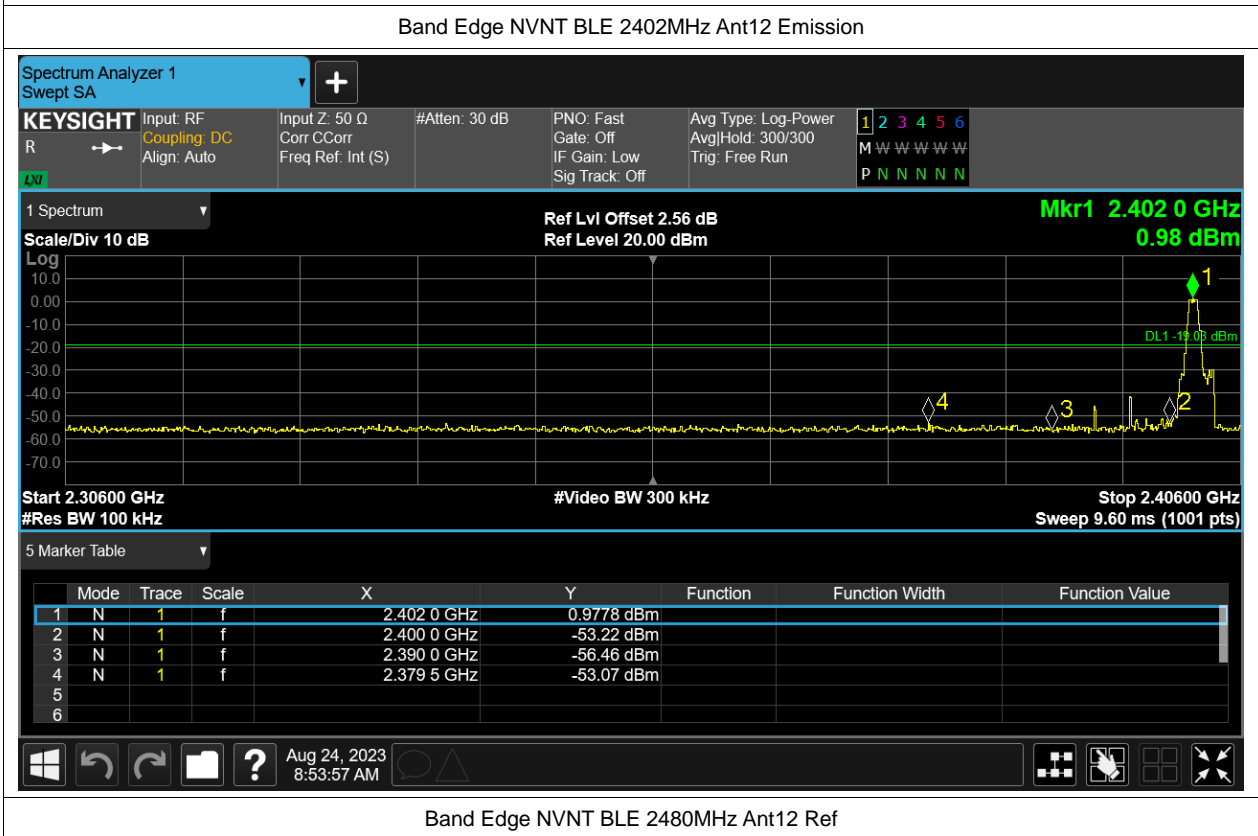 Band Edge NVNT BLE 2402MHz Ant12 Emission
Spectrum Analyzer 1
Swept SA
+
KEYSIGHT Input: RF Input Z: 50 Ω #Atten: 30 dB PNO: Fast Avg Type: Log-Power 1 2 3 4 5 6
R Coupling: DC Corr CCorr Gate: Off Avg|Hold: 300/300 M W W W W W
Align: Auto Freq Ref: Int (S) IF Gain: Low Trig: Free Run
LXI Sig Track: Off P N N N N N
1 Spectrum Ref Lvl Offset 2.56 dB Mkr1 2.402 0 GHz
Scale/Div 10 dB Ref Level 20.00 dBm 0.98 dBm
Log
10.0 1
0.00
-10.0
DL1 -19.03 dBm
-20.0
-30.0
-40.0
4 3 2
-50.0
-60.0
-70.0
Start 2.30600 GHz #Video BW 300 kHz Stop 2.40600 GHz
#Res BW 100 kHz Sweep 9.60 ms (1001 pts)
5 Marker Table
Mode Trace Scale X Y Function Function Width Function Value
1 N 1 f 2.402 0 GHz 0.9778 dBm
2 N 1 f 2.400 0 GHz -53.22 dBm
3 N 1 f 2.390 0 GHz -56.46 dBm
4 N 1 f 2.379 5 GHz -53.07 dBm
5
6
? Aug 24, 2023
8:53:57 AM
Band Edge NVNT BLE 2480MHz Ant12 Ref